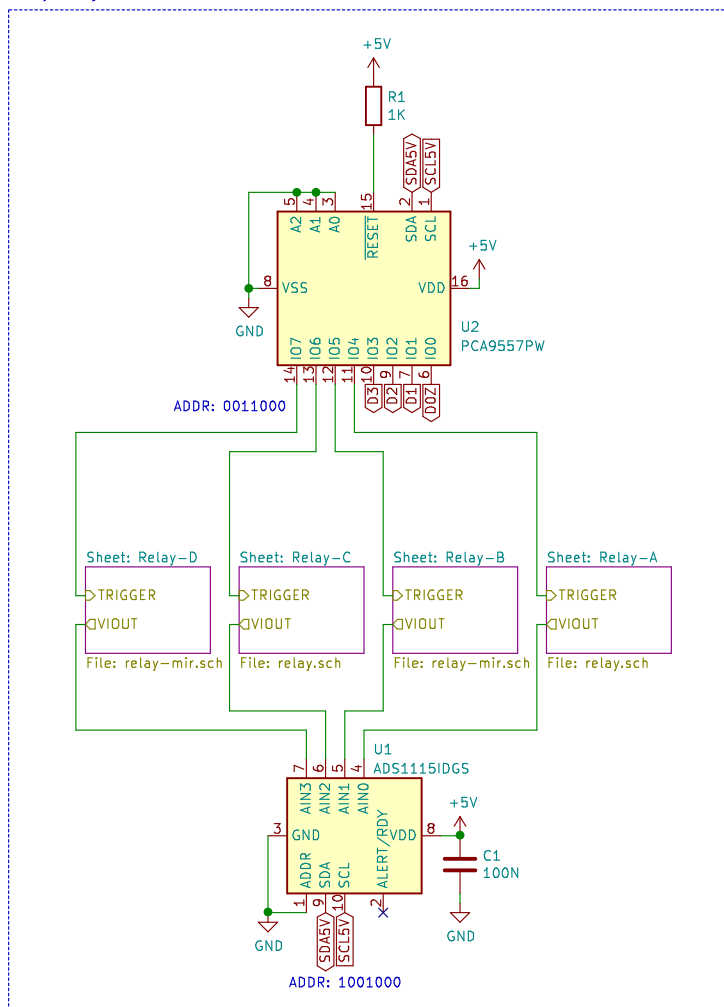 +5V
R1
1K
SDA5V
SCL5V
5
4
3
15
2
1
A2
A1
A0
RESET
SDA
SCL
+5V
8
VSS
VDD
16
GND
U2
PCA9557PW
IO7
IO6
IO5
IO4
IO3
IO2
IO1
IO0
14
13
12
11
10
9
7
6
D3
D2
D1
D0Z
ADDR: 0011000
Sheet: Relay-D
Sheet: Relay-C
Sheet: Relay-B
Sheet: Relay-A
TRIGGER
TRIGGER
TRIGGER
TRIGGER
VIOUT
VIOUT
VIOUT
VIOUT
File: relay-mir.sch
File: relay.sch
File: relay-mir.sch
File: relay.sch
U1
ADS1115IDGS
7
6
5
4
AIN3
AIN2
AIN1
AIN0
+5V
3
GND
VDD
8
ADDR
SDA
SCL
ALERT/RDY
C1
100N
1
9
10
2
GND
SDA5V
SCL5V
GND
ADDR: 1001000